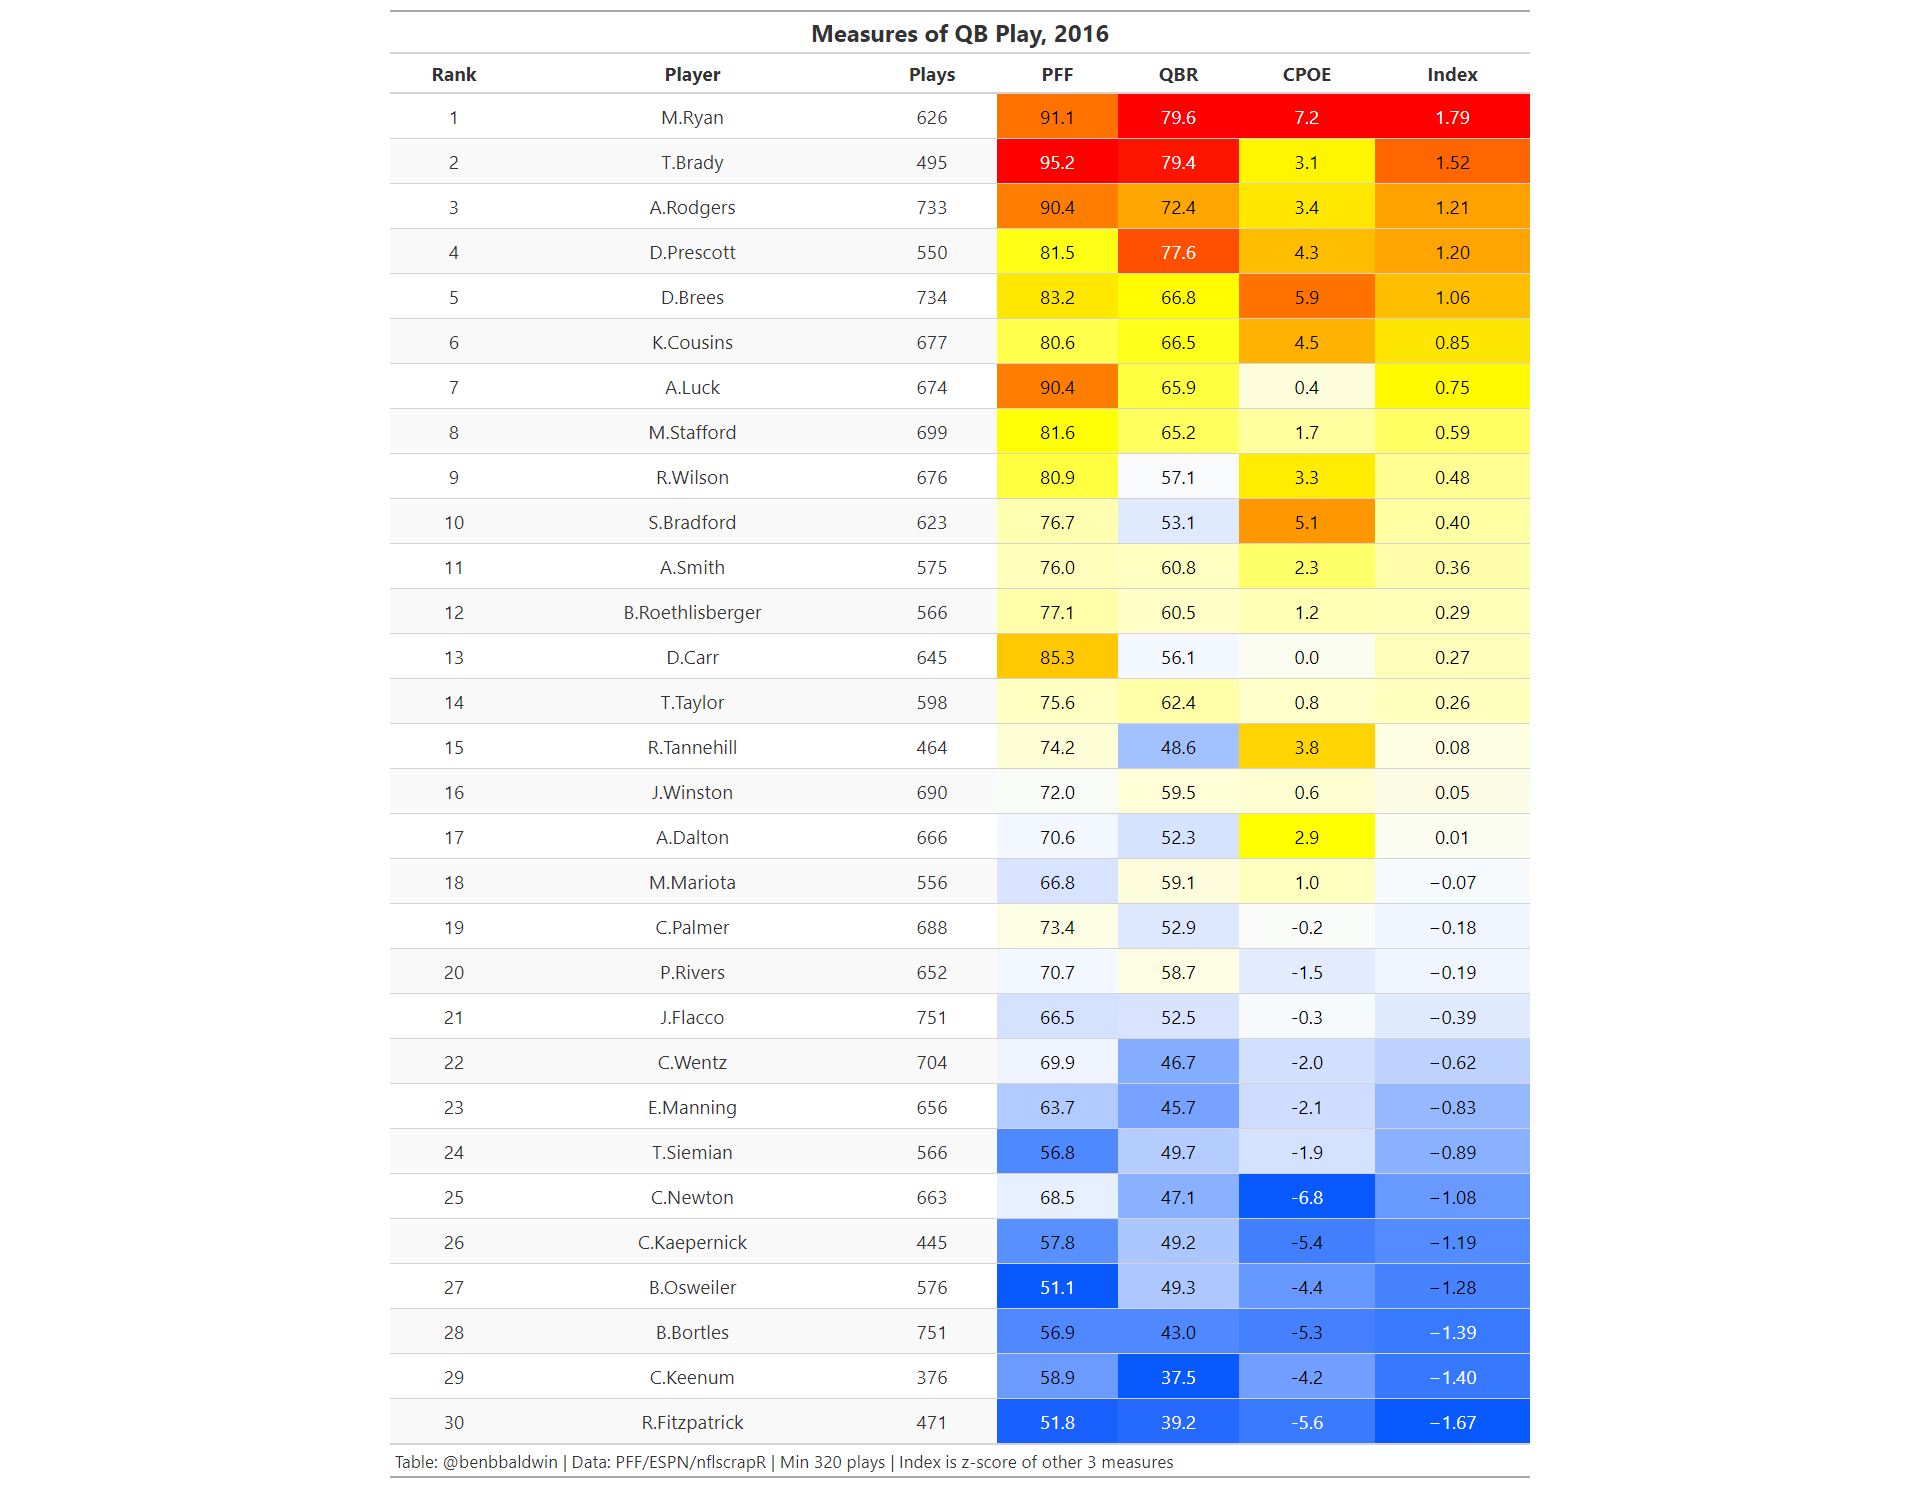 Measures of QB Play, 2016
Rank Player Plays PFF QBR CPOE Index
1 M.Ryan 626 91.1 79.6 7.2 1.79
2 T.Brady 495 95.2 79.4 3.1 1.52
3 A.Rodgers 733 90.4 72.4 3.4 1.21
4 D.Prescott 550 81.5 77.6 4.3 1.20
5 D.Brees 734 83.2 66.8 5.9 1.06
6 K.Cousins 677 80.6 66.5 4.5 0.85
7 A.Luck 674 90.4 65.9 0.4 0.75
8 M.Stafford 699 81.6 65.2 1.7 0.59
9 R.Wilson 676 80.9 57.1 3.3 0.48
10 S.Bradford 623 76.7 53.1 5.1 0.40
11 A.Smith 575 76.0 60.8 2.3 0.36
12 B.Roethlisberger 566 77.1 60.5 1.2 0.29
13 D.Carr 645 85.3 56.1 0.0 0.27
14 T.Taylor 598 75.6 62.4 0.8 0.26
15 R.Tannehill 464 74.2 48.6 3.8 0.08
16 J.Winston 690 72.0 59.5 0.6 0.05
17 A.Dalton 666 70.6 52.3 2.9 0.01
18 M.Mariota 556 66.8 59.1 1.0 −0.07
19 C.Palmer 688 73.4 52.9 -0.2 −0.18
20 P.Rivers 652 70.7 58.7 -1.5 −0.19
21 J.Flacco 751 66.5 52.5 -0.3 −0.39
22 C.Wentz 704 69.9 46.7 -2.0 −0.62
23 E.Manning 656 63.7 45.7 -2.1 −0.83
24 T.Siemian 566 56.8 49.7 -1.9 −0.89
25 C.Newton 663 68.5 47.1 -6.8 −1.08
26 C.Kaepernick 445 57.8 49.2 -5.4 −1.19
27 B.Osweiler 576 51.1 49.3 -4.4 −1.28
28 B.Bortles 751 56.9 43.0 -5.3 −1.39
29 C.Keenum 376 58.9 37.5 -4.2 −1.40
30 R.Fitzpatrick 471 51.8 39.2 -5.6 −1.67
Table: @benbbaldwin | Data: PFF/ESPN/nflscrapR | Min 320 plays | Index is z-score of other 3 measures